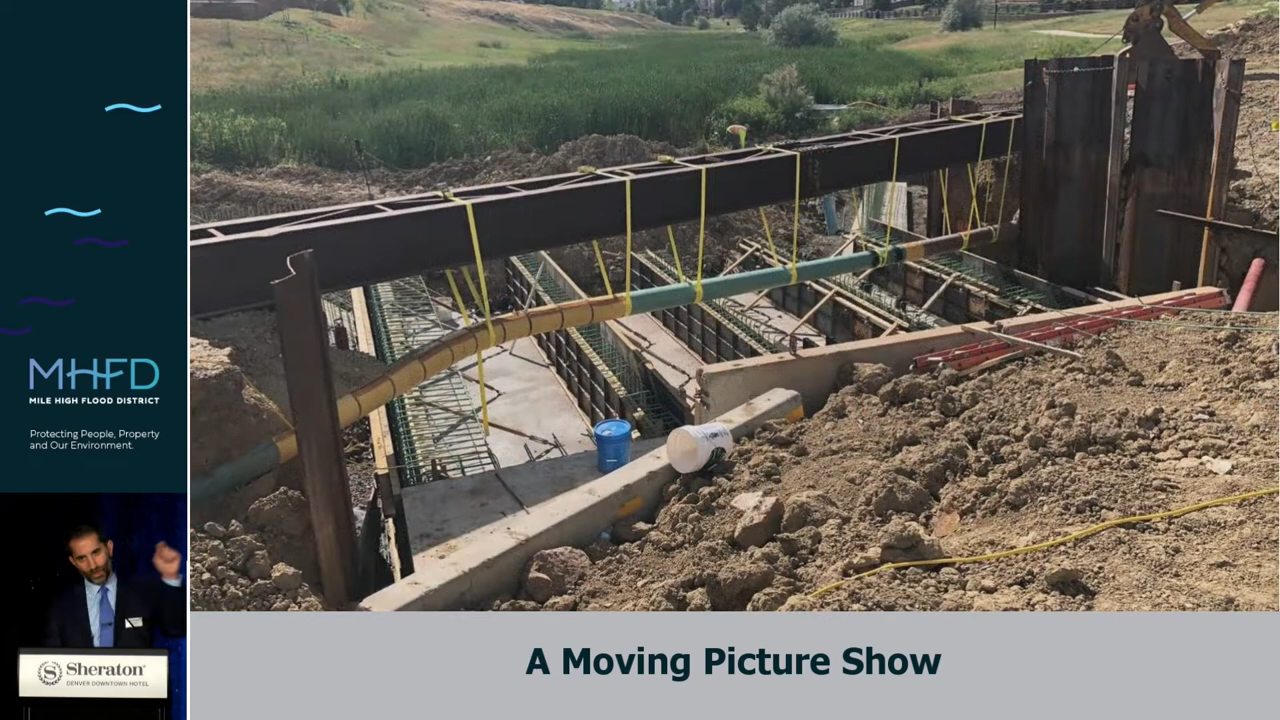 MHFD
MILE HIGH FLOOD DISTRICT
Protecting People, Property
and Our Environment.
S Sheraton
DENVER DOWNTOWN HOTEL
A Moving Picture Show